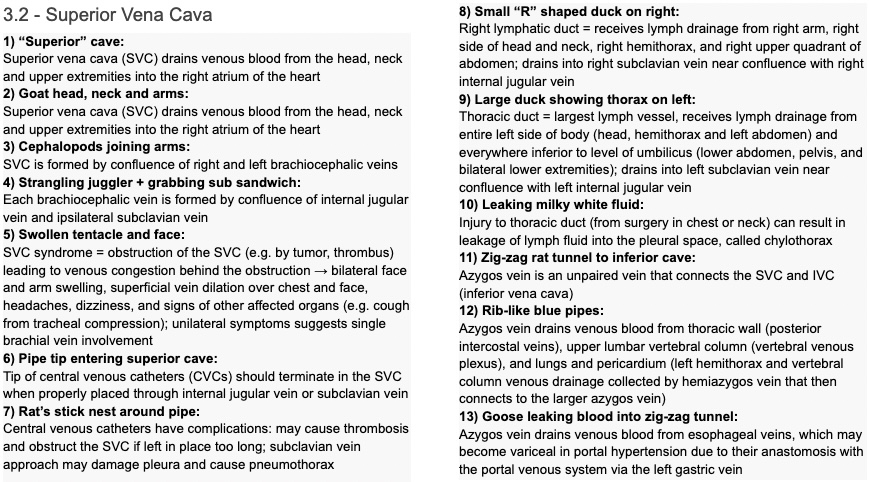 3.2 - Superior Vena Cava
1) “Superior” cave:
Superior vena cava (SVC) drains venous blood from the head, neck
and upper extremities into the right atrium of the heart
2) Goat head, neck and arms:
Superior vena cava (SVC) drains venous blood from the head, neck
and upper extremities into the right atrium of the heart
3) Cephalopods joining arms:
SVC is formed by confluence of right and left brachiocephalic veins
4) Strangling juggler + grabbing sub sandwich:
Each brachiocephalic vein is formed by confluence of internal jugular
vein and ipsilateral subclavian vein
5) Swollen tentacle and face:
SVC syndrome = obstruction of the SVC (e.g. by tumor, thrombus)
leading to venous congestion behind the obstruction → bilateral face
and arm swelling, superficial vein dilation over chest and face,
headaches, dizziness, and signs of other affected organs (e.g. cough
from tracheal compression); unilateral symptoms suggests single
brachial vein involvement
6) Pipe tip entering superior cave:
Tip of central venous catheters (CVCs) should terminate in the SVC
when properly placed through internal jugular vein or subclavian vein
7) Rat’s stick nest around pipe:
Central venous catheters have complications: may cause thrombosis
and obstruct the SVC if left in place too long; subclavian vein
approach may damage pleura and cause pneumothorax
8) Small “R” shaped duck on right:
Right lymphatic duct = receives lymph drainage from right arm, right
side of head and neck, right hemithorax, and right upper quadrant of
abdomen; drains into right subclavian vein near confluence with right
internal jugular vein
9) Large duck showing thorax on left:
Thoracic duct = largest lymph vessel, receives lymph drainage from
entire left side of body (head, hemithorax and left abdomen) and
everywhere inferior to level of umbilicus (lower abdomen, pelvis, and
bilateral lower extremities); drains into left subclavian vein near
confluence with left internal jugular vein
10) Leaking milky white fluid:
Injury to thoracic duct (from surgery in chest or neck) can result in
leakage of lymph fluid into the pleural space, called chylothorax
11) Zig-zag rat tunnel to inferior cave:
Azygos vein is an unpaired vein that connects the SVC and IVC
(inferior vena cava)
12) Rib-like blue pipes:
Azygos vein drains venous blood from thoracic wall (posterior
intercostal veins), upper lumbar vertebral column (vertebral venous
plexus), and lungs and pericardium (left hemithorax and vertebral
column venous drainage collected by hemiazygos vein that then
connects to the larger azygos vein)
13) Goose leaking blood into zig-zag tunnel:
Azygos vein drains venous blood from esophageal veins, which may
become variceal in portal hypertension due to their anastomosis with
the portal venous system via the left gastric vein